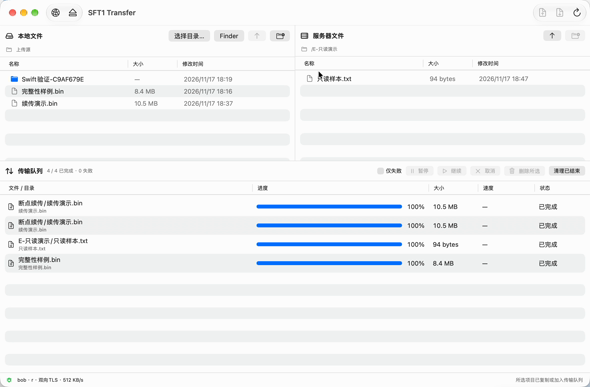 SFT1 Transfer
本地文件
选择目录...
Finder
上传源
名称 大小 修改时间
Swift验证-C9AF679E — 2026/11/17 18:19
完整性样例.bin 8.4 MB 2026/11/17 18:16
续传演示.bin 10.5 MB 2026/11/17 18:37
服务器文件
/E-只读演示
名称 大小 修改时间
只读样本.txt 94 bytes 2026/11/17 18:47
传输队列 4 / 4 已完成 · 0 失败
仅失败 暂停 继续 取消 删除所选 清理已结束
文件 / 目录 进度 大小 速度 状态
断点续传/续传演示.bin 100% 10.5 MB — 已完成
续传演示.bin
断点续传/续传演示.bin 100% 10.5 MB — 已完成
续传演示.bin
E-只读演示/只读样本.txt 100% 94 bytes — 已完成
只读样本.txt
完整性样例.bin 100% 8.4 MB — 已完成
完整性样例.bin
bob · r · 双向TLS · 512 KB/s
所选项目已复制或加入传输队列